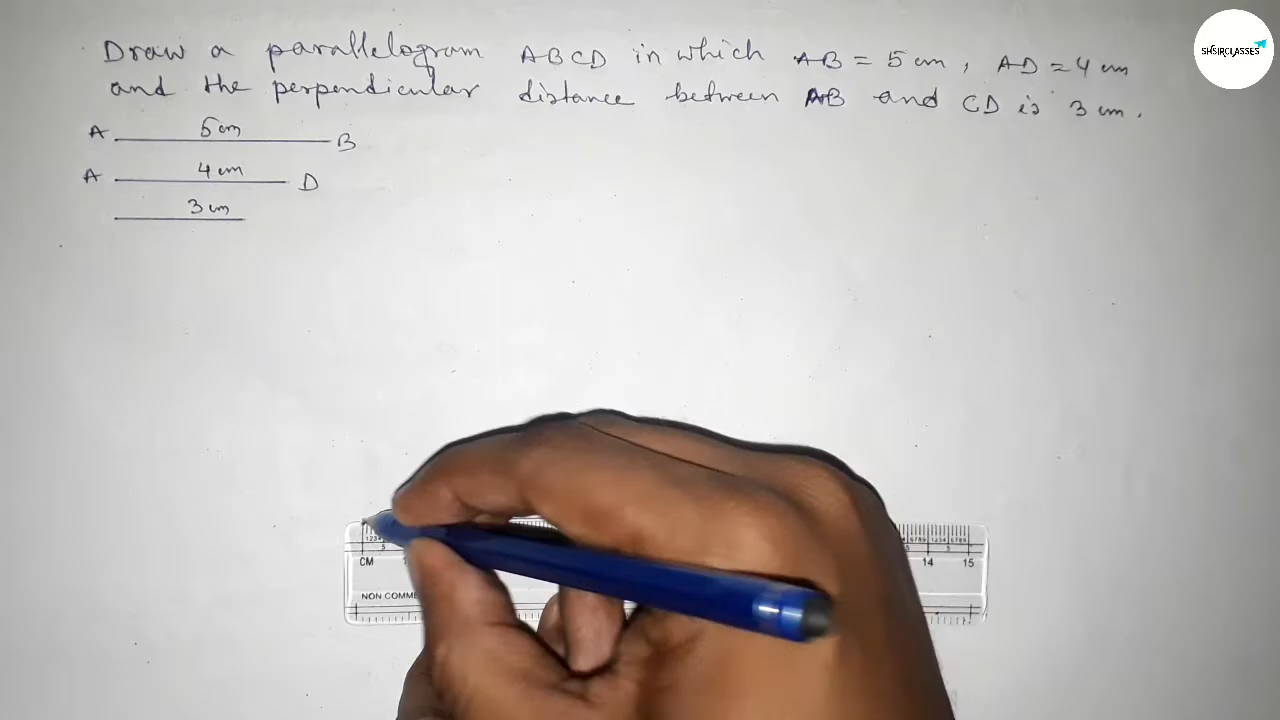 Draw a parallelogram ABCD in which AB = 5 cm, AD = 4 cm
and the perpendicular distance between AB and CD is 3 cm.
A 5 cm B
A 4 cm D
3 cm
SHSIRCLASSES
CM 14 15
NON COMME